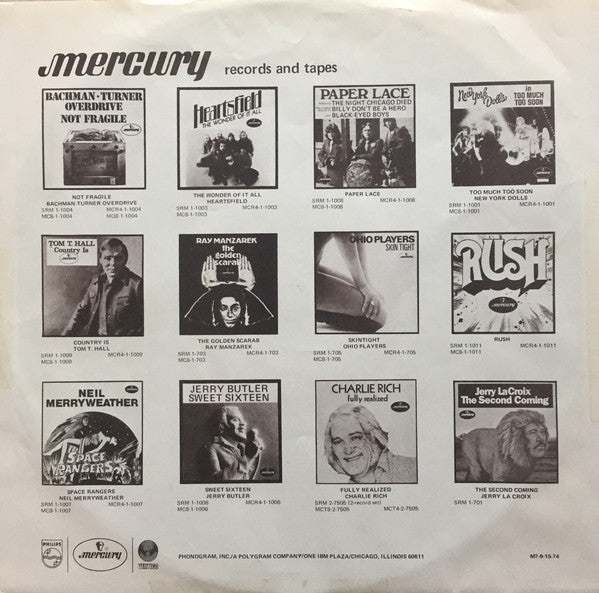 mercury records and tapes
BACHMAN-TURNER
OVERDRIVE
NOT FRAGILE
mercury
NOT FRAGILE
BACHMAN-TURNER OVERDRIVE
SRM 1-1004 MCR4-1-1004
MC8-1-1004 MC8-1-1004
Heartsfield
THE WONDER OF IT ALL
THE WONDER OF IT ALL
HEARTSFIELD
SRM 1-1003 MCR4-1-1003
MC8-1-1003
PAPER LACE
THE NIGHT CHICAGO DIED
BILLY DON'T BE A HERO
BLACK-EYED BOYS
PAPER LACE
SRM 1-1008 MCR4-1-1008
MC8-1-1008
New York Dolls
in
TOO MUCH
TOO SOON
TOO MUCH TOO SOON
NEW YORK DOLLS
SRM 1-1001 MCR4-1-1001
MC8-1-1001
TOM T. HALL
Country Is
COUNTRY IS
TOM T. HALL
SRM 1-1009 MCR4-1-1009
MC8-1-1009
RAY MANZAREK
the
golden
scarab
THE GOLDEN SCARAB
RAY MANZAREK
SRM 1-703 MCR4-1-703
MC8-1-703
OHIO PLAYERS
SKIN TIGHT
SKINTIGHT
OHIO PLAYERS
SRM 1-705 MCR4-1-705
MC8-1-705
RUSH
mercury
RUSH
SRM 1-1011 MCR4-1-1011
MC8-1-1011
NEIL
MERRYWEATHER
SPACE
RANGERS
SPACE RANGERS
NEIL MERRYWEATHER
SRM 1-1007 MCR4-1-1007
MC8-1-1007
JERRY BUTLER
SWEET SIXTEEN
SWEET SIXTEEN
JERRY BUTLER
SRM 1-1006 MCR4-1-1006
MC8-1-1006
CHARLIE RICH
fully realized
FULLY REALIZED
CHARLIE RICH
SRM 2-7505 (2-record set)
MCT8-2-7505 MCT4-2-7505
Jerry LaCroix
The Second Coming
THE SECOND COMING
JERRY LA CROIX
SRM 1-701
PHILIPS
mercury
VERTIGO
PHONOGRAM, INC./A POLYGRAM COMPANY/ONE IBM PLAZA/CHICAGO, ILLINOIS 60611
M7-9-15-74